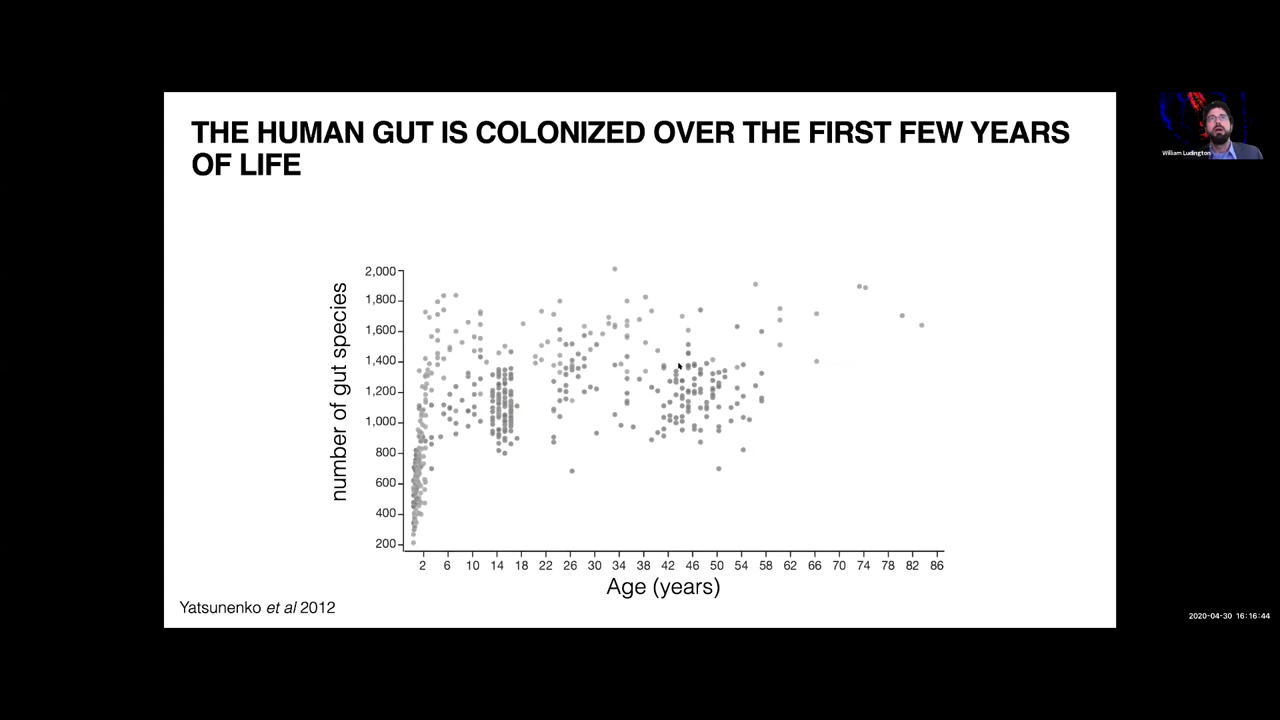 THE HUMAN GUT IS COLONIZED OVER THE FIRST FEW YEARS
OF LIFE
William Ludington
number of gut species
2,000
1,800
1,600
1,400
1,200
1,000
800
600
400
200
2 6 10 14 18 22 26 30 34 38 42 46 50 54 58 62 66 70 74 78 82 86
Age (years)
Yatsunenko et al 2012
2020-04-30 16:16:44